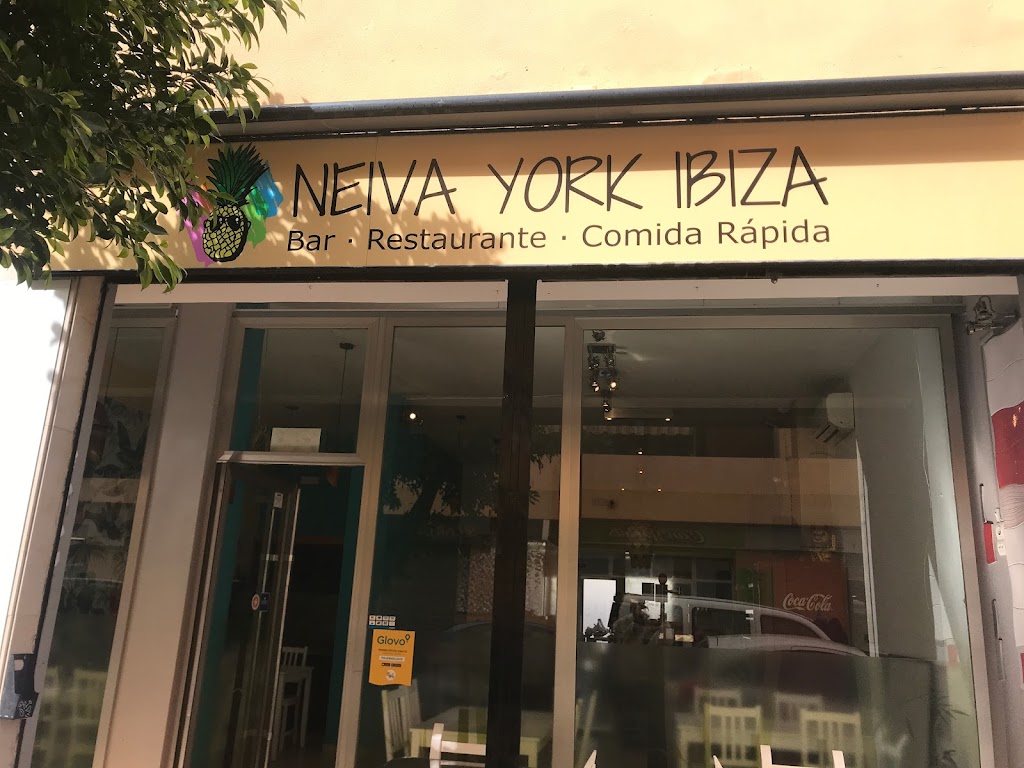 NEIVA YORK IBIZA
Bar · Restaurante · Comida Rápida
Glovo
Coca-Cola